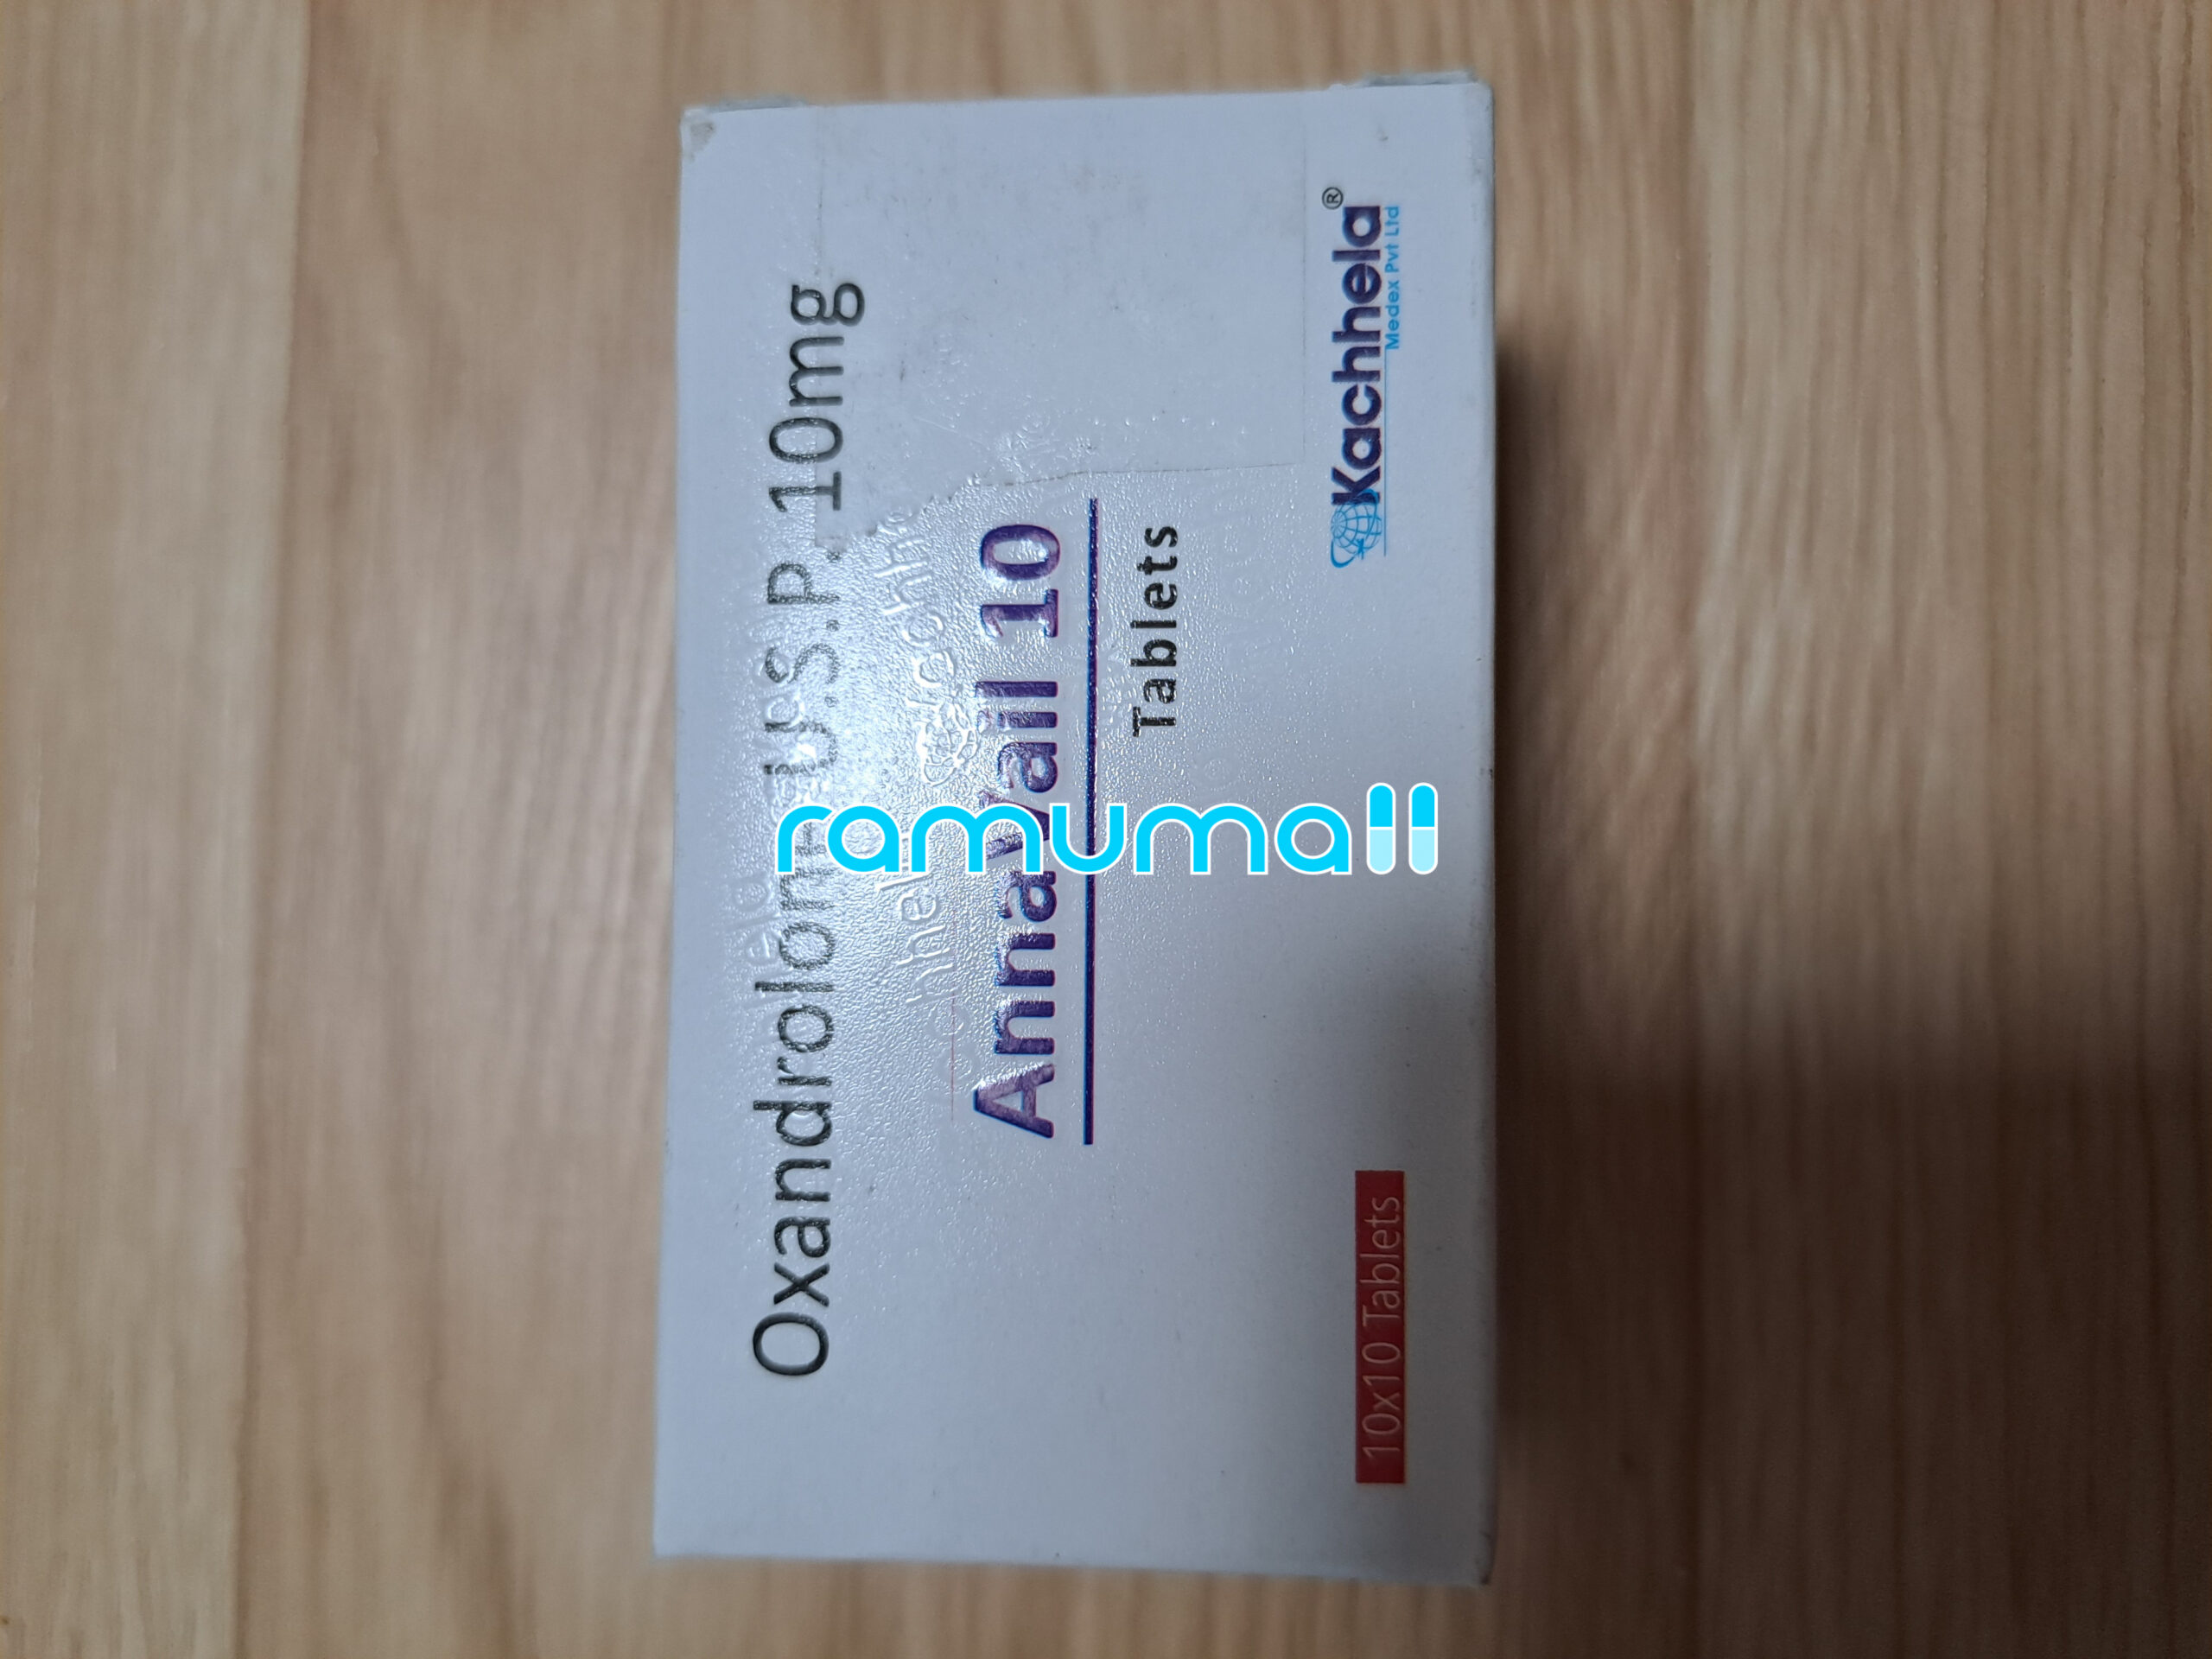 Oxandrolone U.S.P. 10mg
AnnaVail 10
Tablets
10x10 Tablets
Kachhela®
Medex Pvt Ltd
ramumall